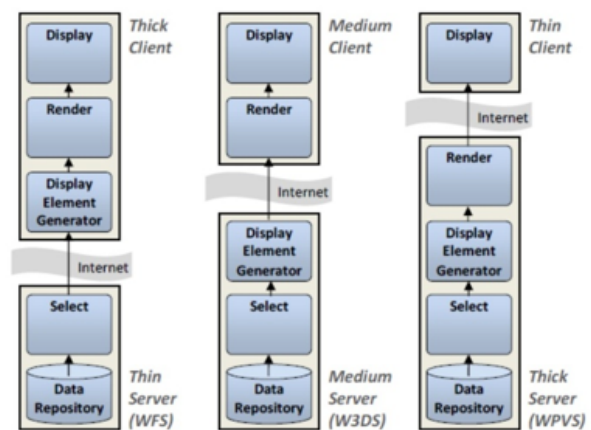 Display
Thick
Client
Render
Display
Element
Generator
Internet
Select
Data
Repository
Thin
Server
(WFS)
Display
Medium
Client
Render
Internet
Display
Element
Generator
Select
Data
Repository
Medium
Server
(W3DS)
Display
Thin
Client
Internet
Render
Display
Element
Generator
Select
Data
Repository
Thick
Server
(WPVS)